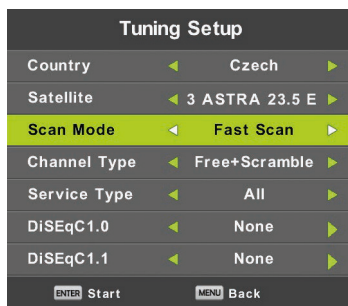 Tuning Setup
Country Czech
Satellite 3 ASTRA 23.5 E
Scan Mode Fast Scan
Channel Type Free+Scramble
Service Type All
DiSEqC1.0 None
DiSEqC1.1 None
ENTER Start MENU Back